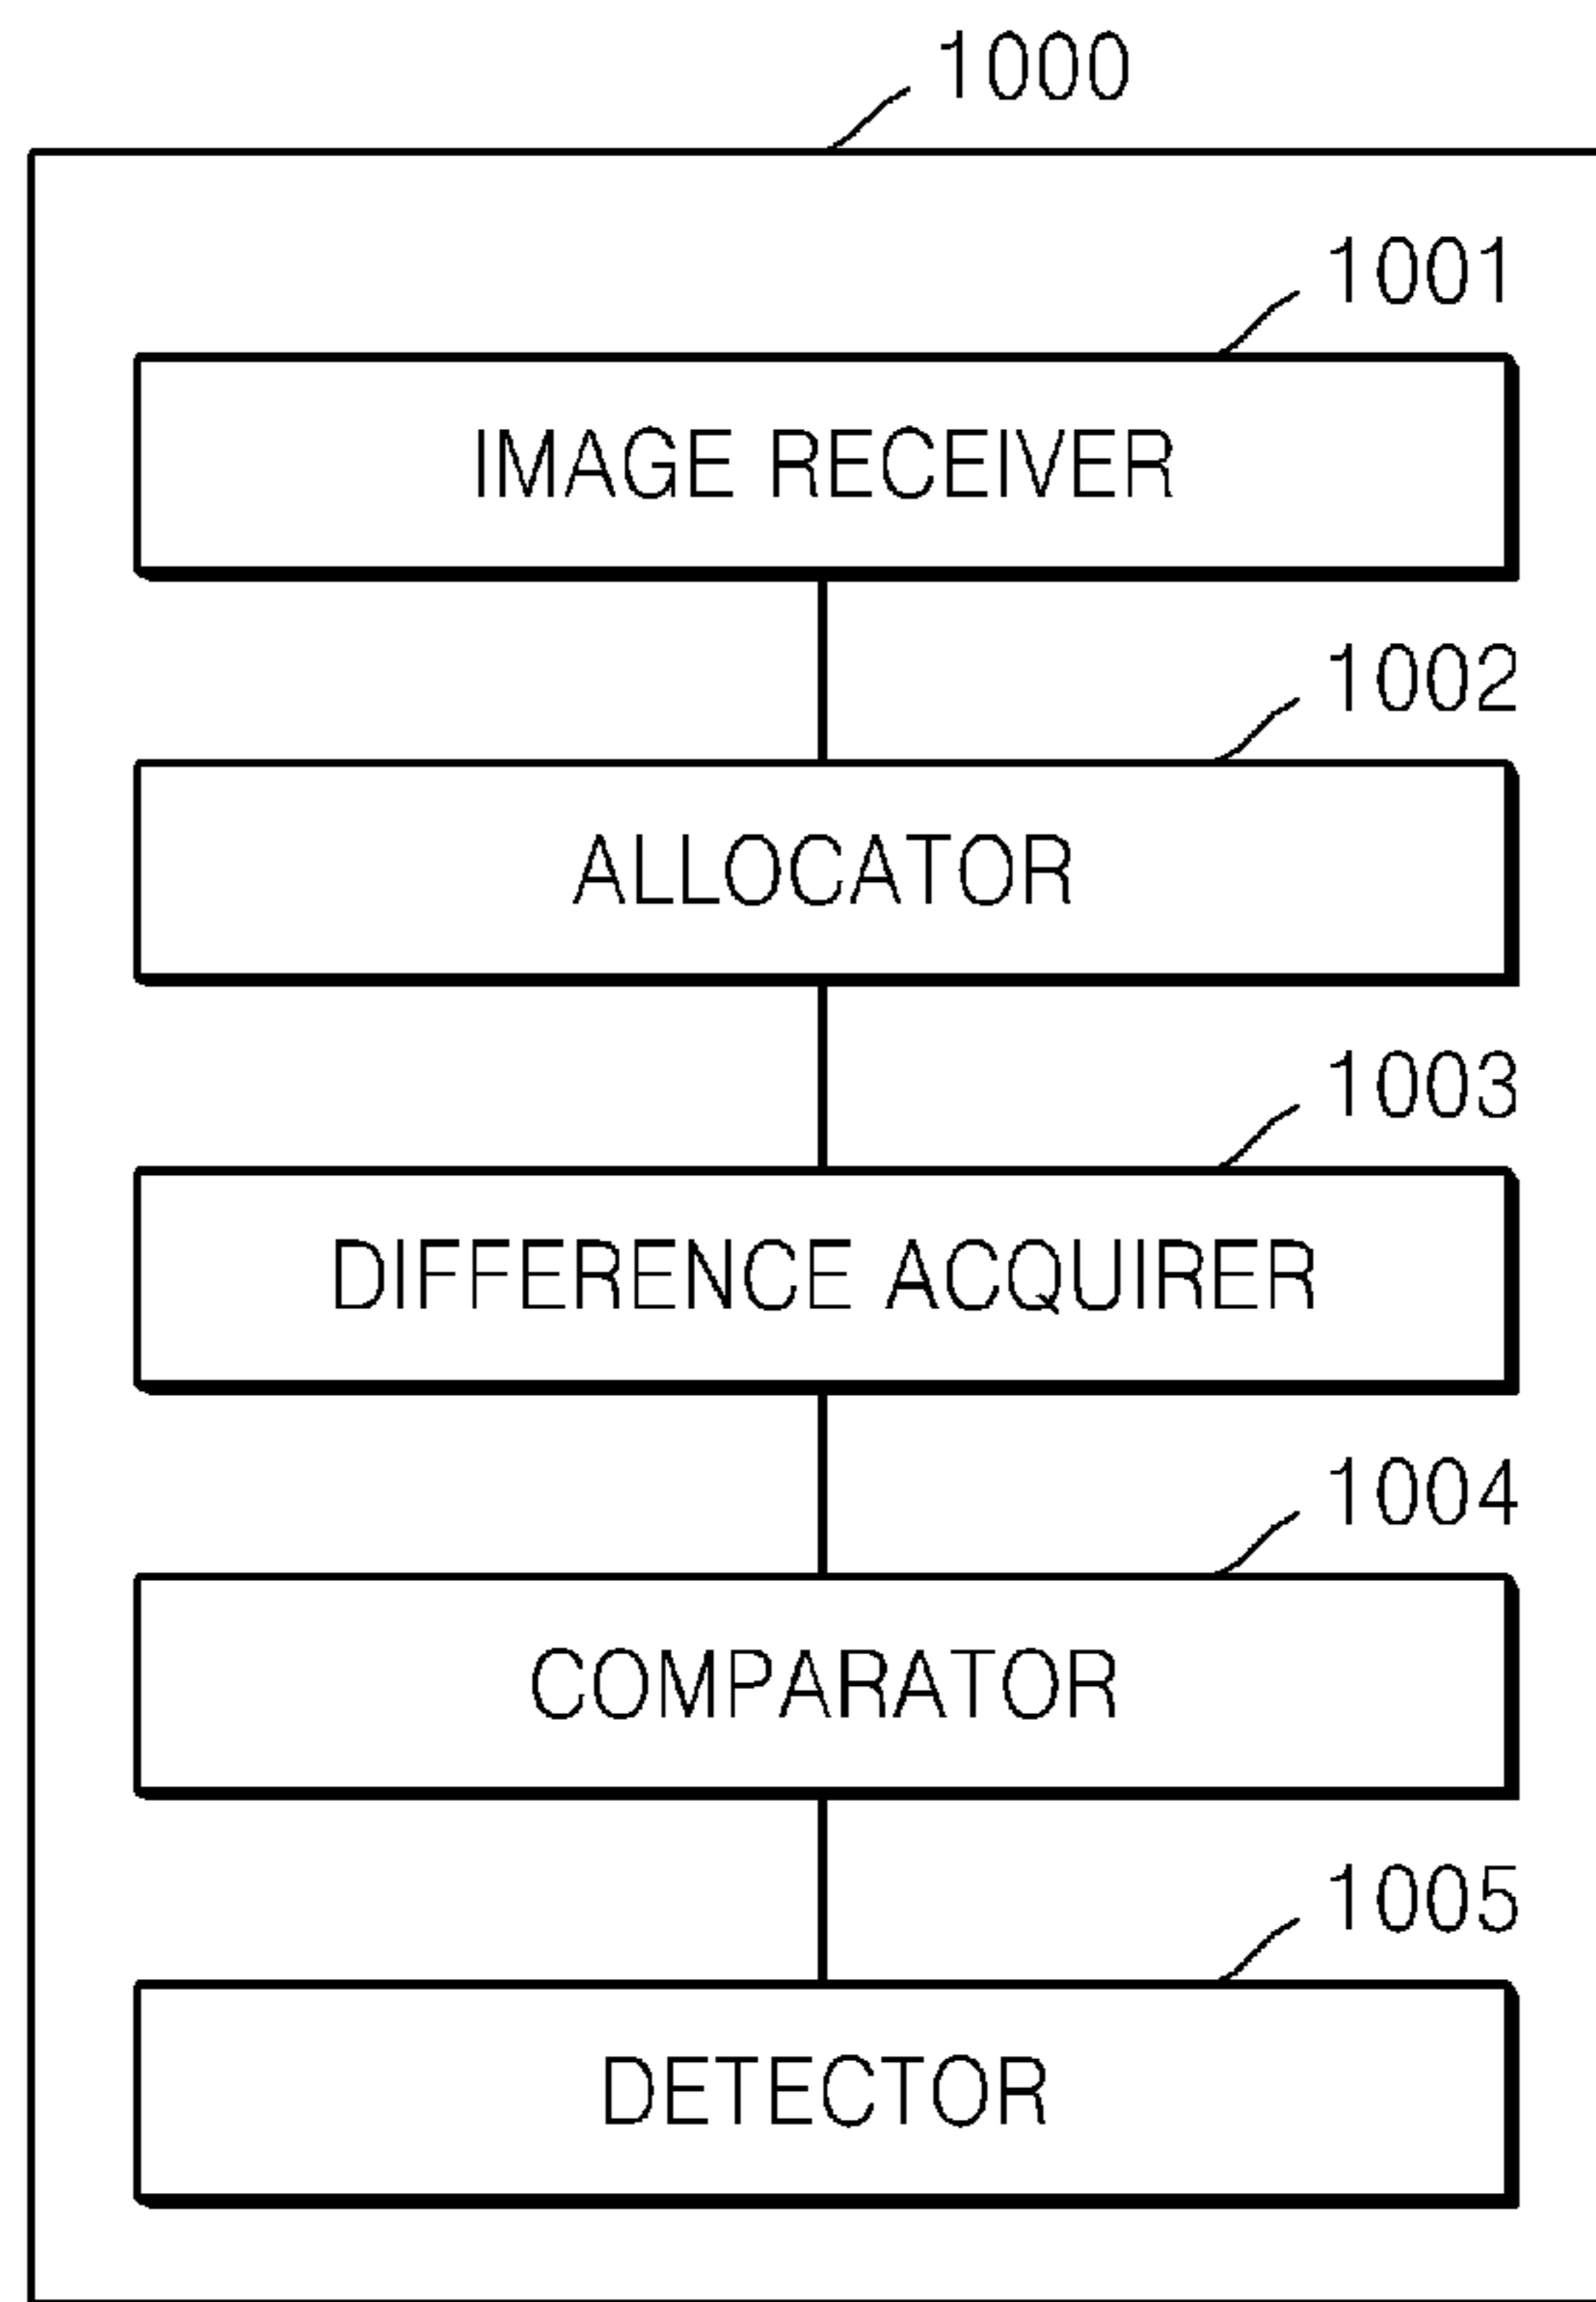 1000
1001
IMAGE RECEIVER
1002
ALLOCATOR
1003
DIFFERENCE ACQUIRER
1004
COMPARATOR
1005
DETECTOR